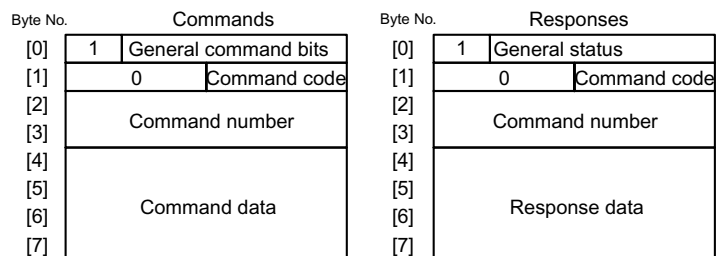 Byte No. Commands Byte No. Responses
[0] 1 General command bits [0] 1 General status
[1] 0 Command code [1] 0 Command code
[2] [2]
Command number Command number
[3] [3]
[4] [4]
[5] [5]
Command data Response data
[6] [6]
[7] [7]